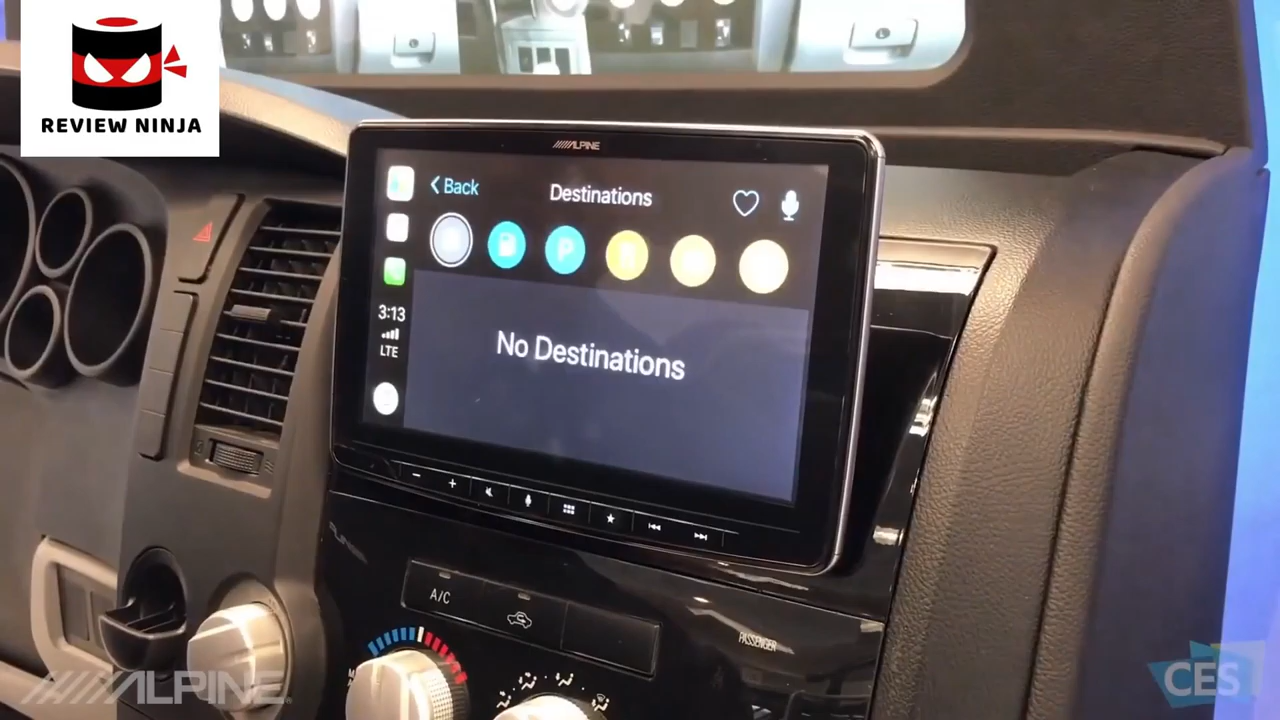 REVIEW NINJA
ALPINE
Back
Destinations
P
3:13
LTE
No Destinations
A/C
PASSENGER
ALPINE
CES